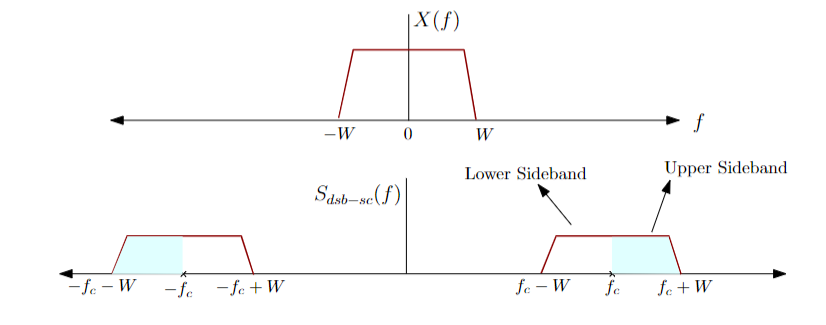 X(f)
−W 0 W f
Lower Sideband Upper Sideband
S_{dsb−sc}(f)
−f_c − W −f_c −f_c + W f_c − W f_c f_c + W